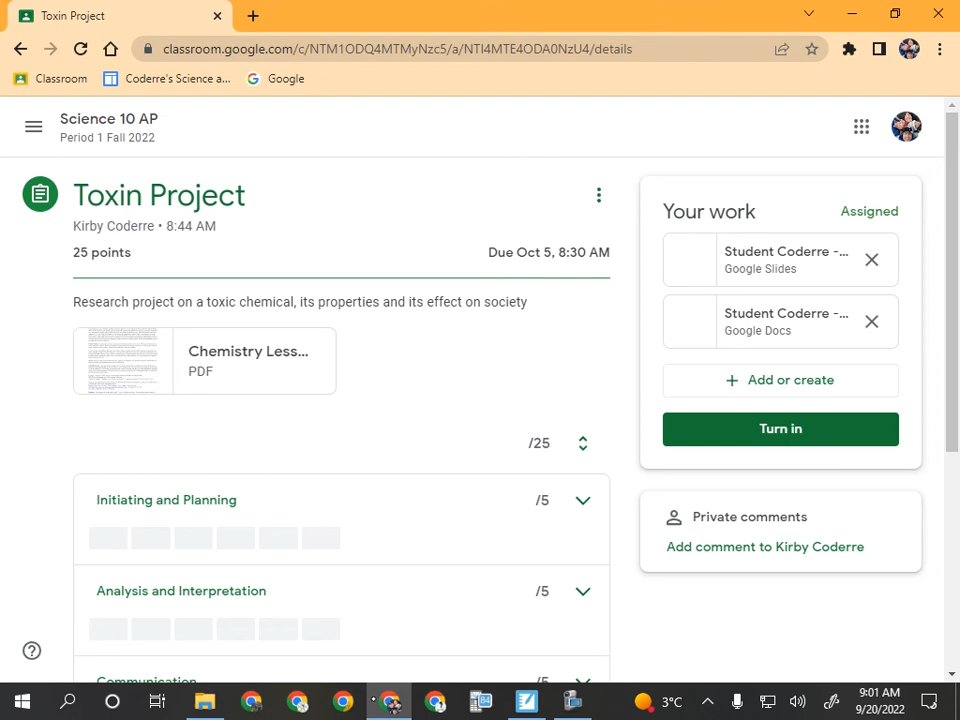 Toxin Project
classroom.google.com/c/NTM1ODQ4MTMyNzc5/a/NTI4MTE4ODA0NzU4/details
Classroom
Coderre's Science a...
Google
Science 10 AP
Period 1 Fall 2022
Toxin Project
Kirby Coderre • 8:44 AM
25 points
Due Oct 5, 8:30 AM
Research project on a toxic chemical, its properties and its effect on society
Chemistry Less...
PDF
/25
Initiating and Planning
/5
Analysis and Interpretation
/5
Communication
/5
Your work
Assigned
Student Coderre -...
Google Slides
Student Coderre -...
Google Docs
Add or create
Turn in
Private comments
Add comment to Kirby Coderre
3°C
9:01 AM
9/20/2022